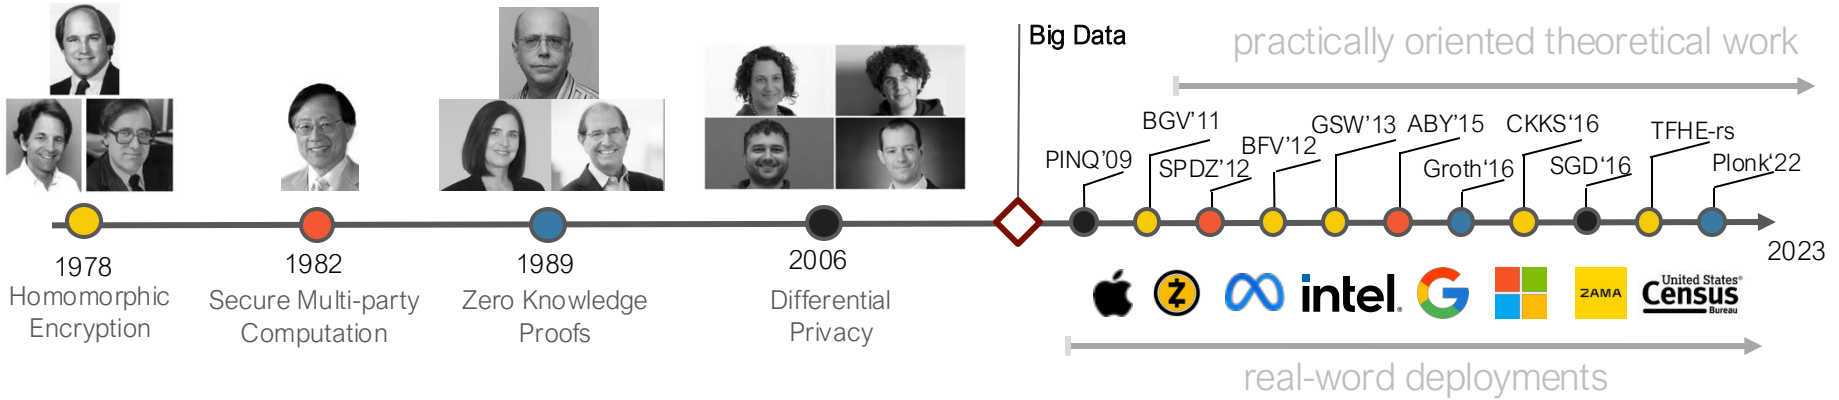 Big Data
practically oriented theoretical work
PINQ'09
BGV'11
SPDZ'12
BFV'12
GSW'13
ABY'15
Groth'16
CKKS‘16
SGD‘16
TFHE-rs
Plonk‘22
1978
Homomorphic
Encryption
1982
Secure Multi-party
Computation
1989
Zero Knowledge
Proofs
2006
Differential
Privacy
2023
intel.
ZAMA
United States®
Census
Bureau
real-word deployments